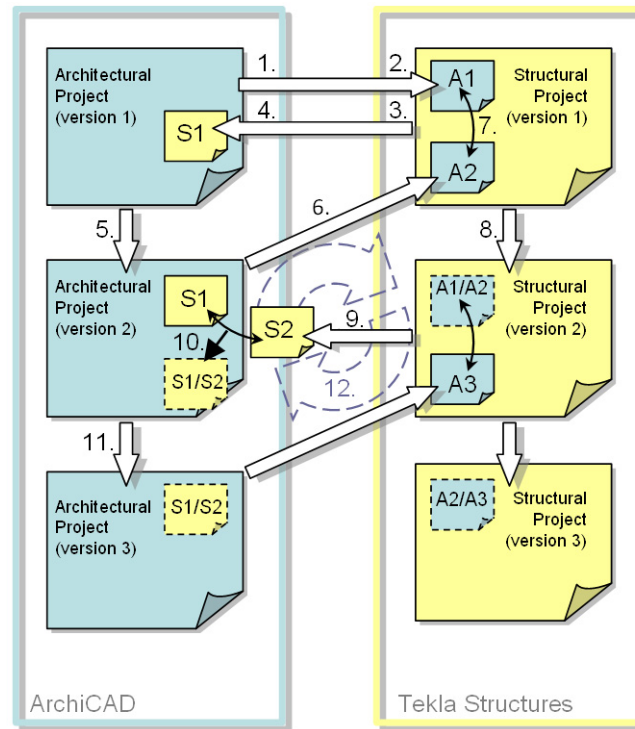 Architectural
Project
(version 1)
S1
1.
2.
4.
3.
A1
7.
A2
Structural
Project
(version 1)
5.
6.
8.
Architectural
Project
(version 2)
S1
10.
S1/S2
S2
9.
12.
A1/A2
A3
Structural
Project
(version 2)
11.
Architectural
Project
(version 3)
S1/S2
A2/A3
Structural
Project
(version 3)
ArchiCAD
Tekla Structures